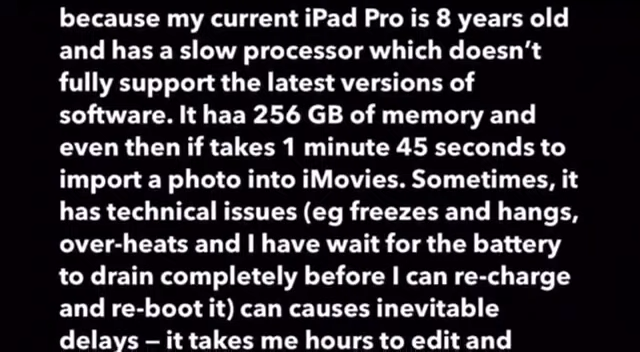 because my current iPad Pro is 8 years old
and has a slow processor which doesn't
fully support the latest versions of
software. It haa 256 GB of memory and
even then if takes 1 minute 45 seconds to
import a photo into iMovies. Sometimes, it
has technical issues (eg freezes and hangs,
over-heats and I have wait for the battery
to drain completely before I can re-charge
and re-boot it) can causes inevitable
delays – it takes me hours to edit and